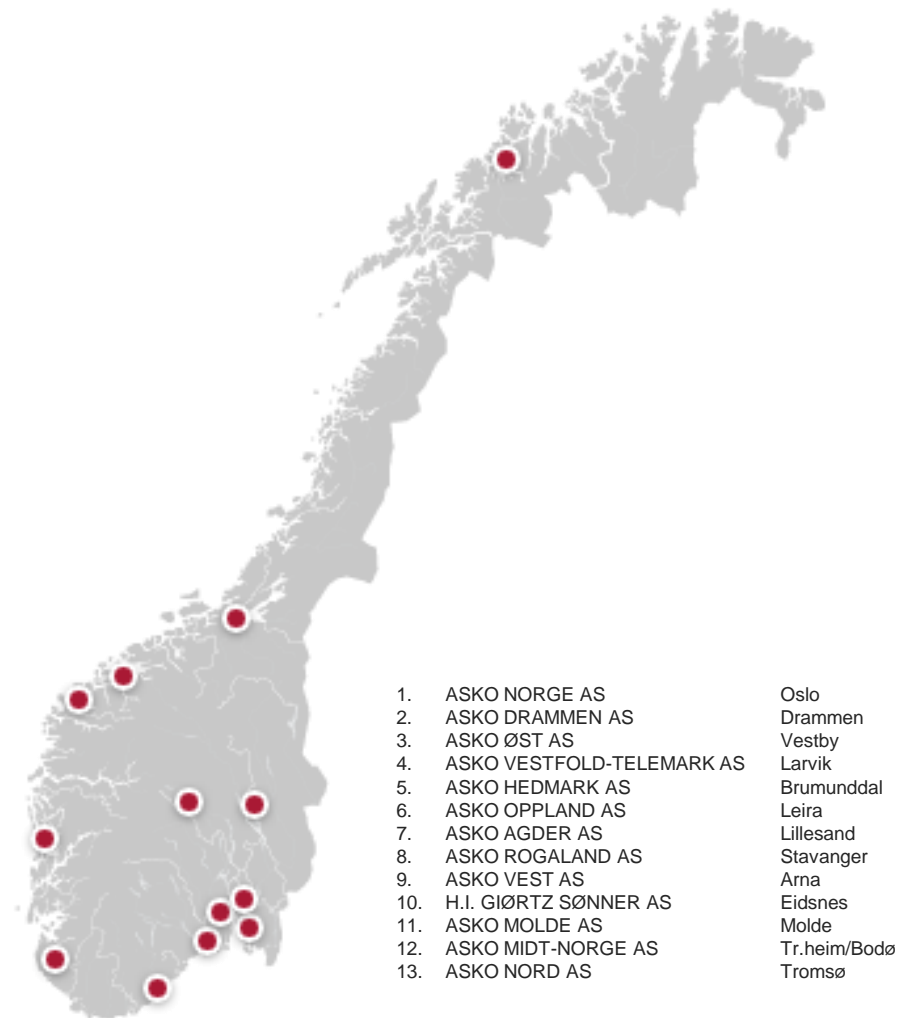 1. ASKO NORGE AS Oslo
2. ASKO DRAMMEN AS Drammen
3. ASKO ØST AS Vestby
4. ASKO VESTFOLD-TELEMARK AS Larvik
5. ASKO HEDMARK AS Brumunddal
6. ASKO OPPLAND AS Leira
7. ASKO AGDER AS Lillesand
8. ASKO ROGALAND AS Stavanger
9. ASKO VEST AS Arna
10. H.I. GIØRTZ SØNNER AS Eidsnes
11. ASKO MOLDE AS Molde
12. ASKO MIDT-NORGE AS Tr.heim/Bodø
13. ASKO NORD AS Tromsø